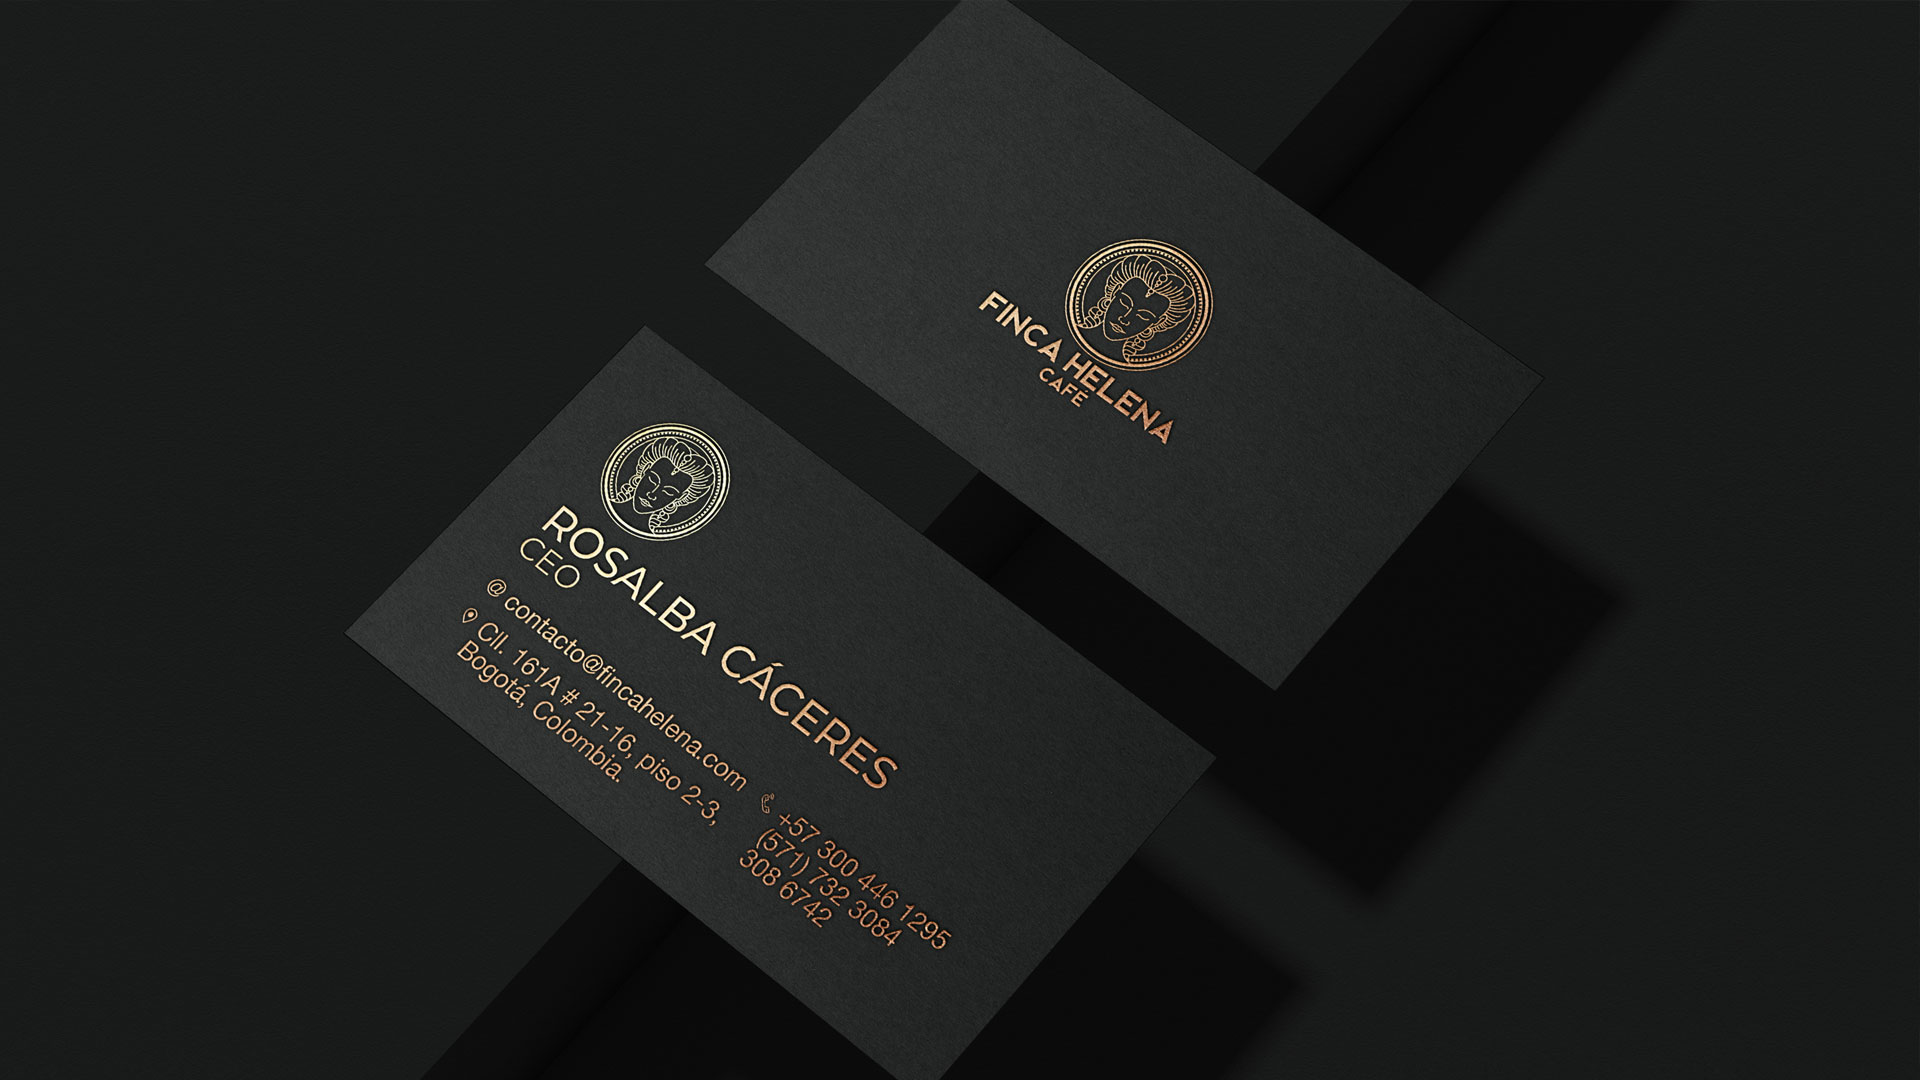 FINCA HELENA
CAFÉ
ROSALBA CÁCERES
CEO
@ contacto@fincahelena.com
Cll. 161A # 21-16, piso 2-3,
Bogotá, Colombia.
+57 300 446 1295
(571) 732 3084
308 6742